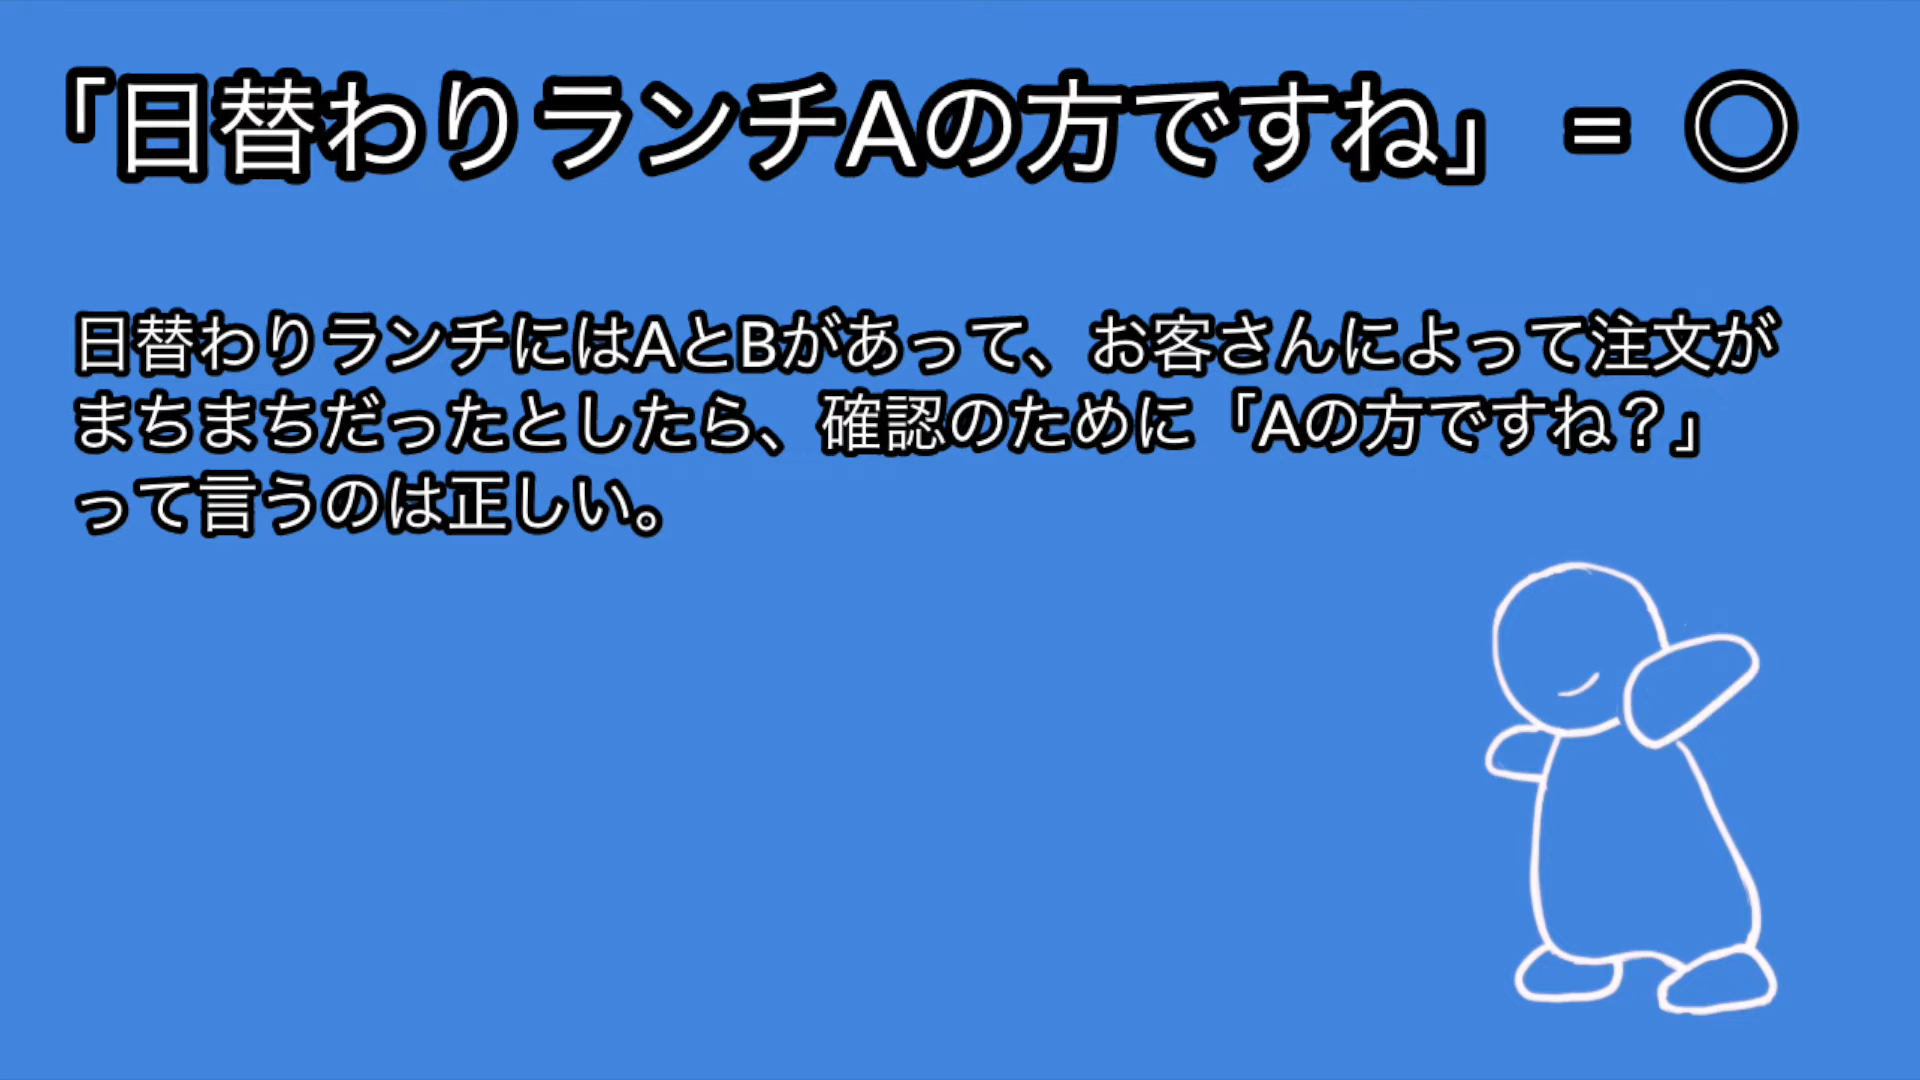 「日替わりランチAの方ですね」 = ◯
日替わりランチにはAとBがあって、お客さんによって注文が
まちまちだったとしたら、確認のために「Aの方ですね？」
って言うのは正しい。